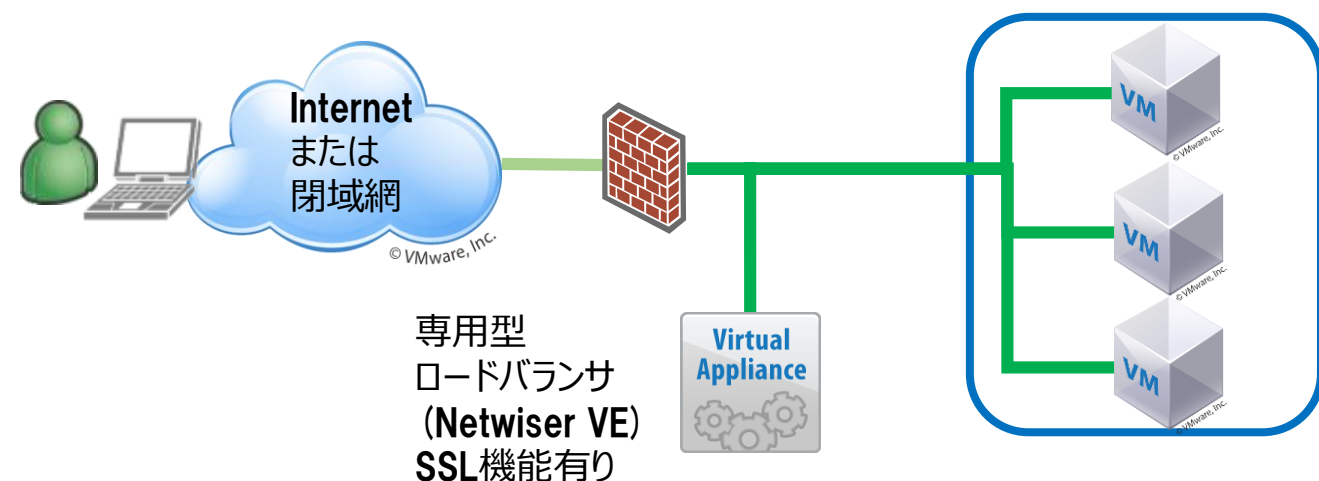 Internet
または
閉域網
© VMware, Inc.
専用型
ロードバランサ
(Netwiser VE)
SSL機能有り
Virtual
Appliance
VM
© VMware, Inc.
VM
© VMware, Inc.
VM
© VMware, Inc.